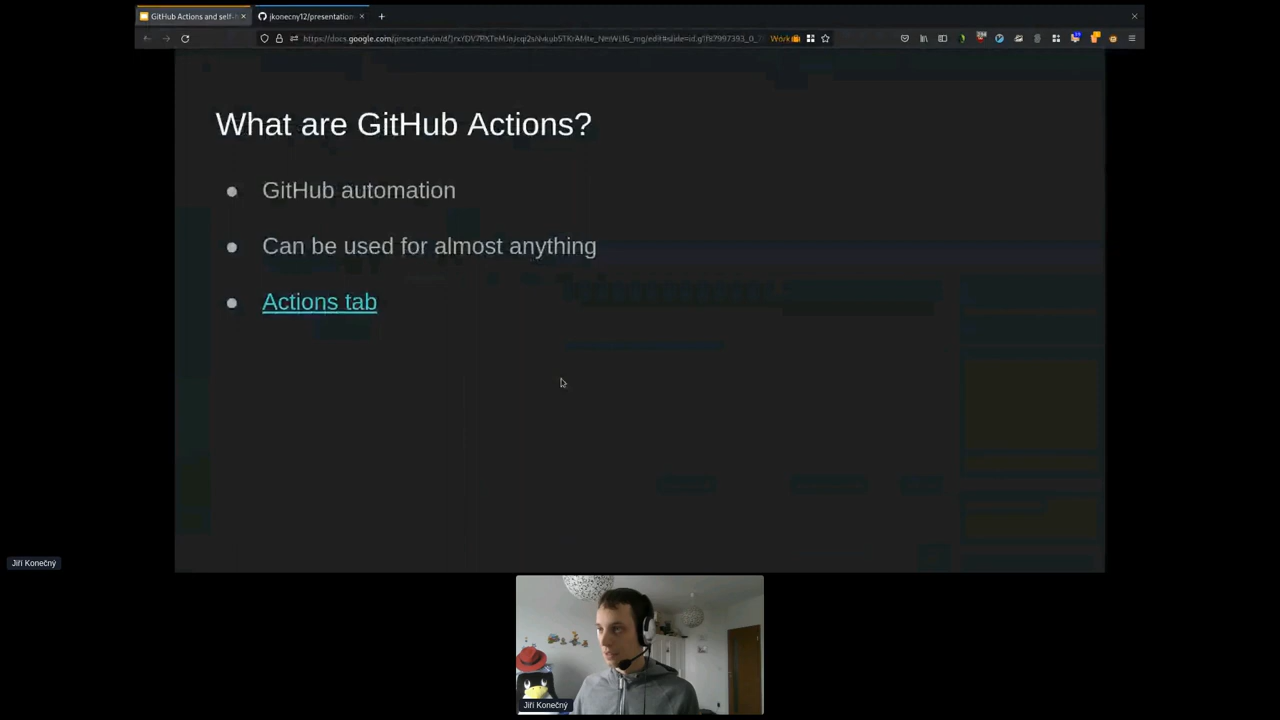 GitHub Actions and self-
jkonecny12/presentation
Work
What are GitHub Actions?
GitHub automation
Can be used for almost anything
Actions tab
Jiří Konečný
Jiří Konečný